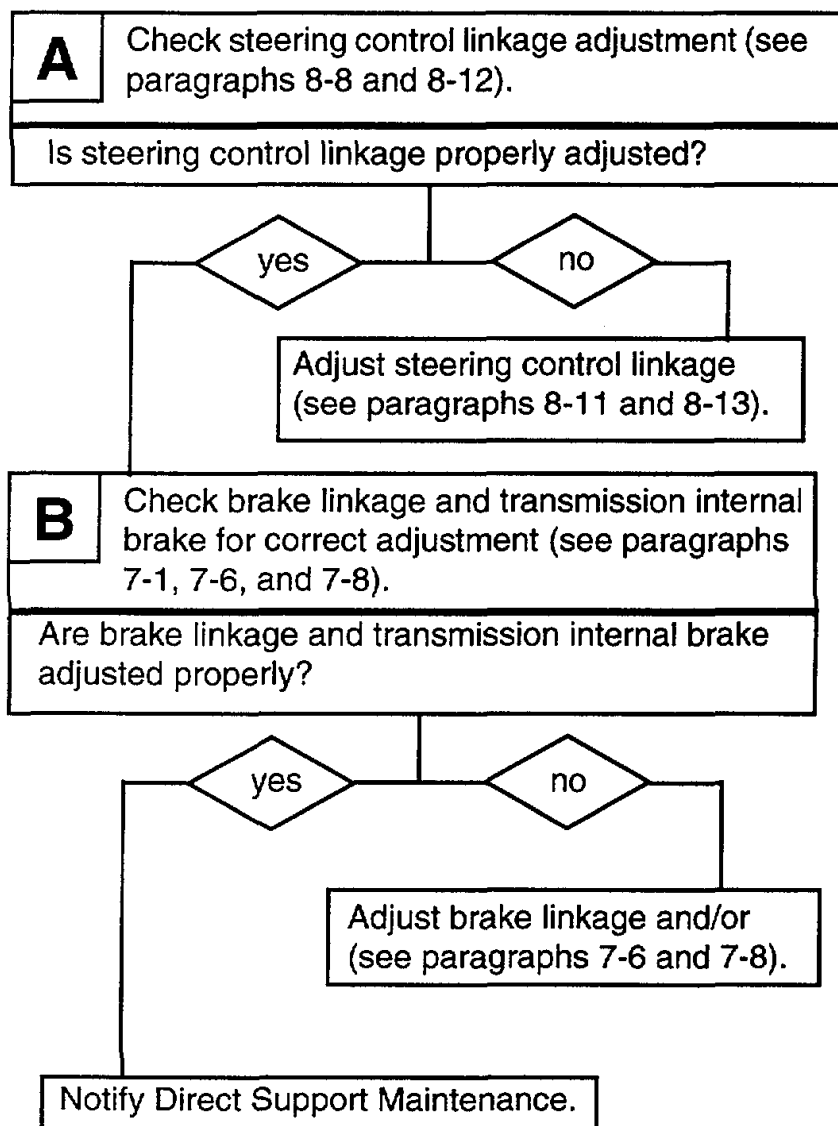 A
Check steering control linkage adjustment (see
paragraphs 8-8 and 8-12).
Is steering control linkage properly adjusted?
yes
no
Adjust steering control linkage
(see paragraphs 8-11 and 8-13).
B
Check brake linkage and transmission internal
brake for correct adjustment (see paragraphs
7-1, 7-6, and 7-8).
Are brake linkage and transmission internal brake
adjusted properly?
yes
no
Adjust brake linkage and/or
(see paragraphs 7-6 and 7-8).
Notify Direct Support Maintenance.